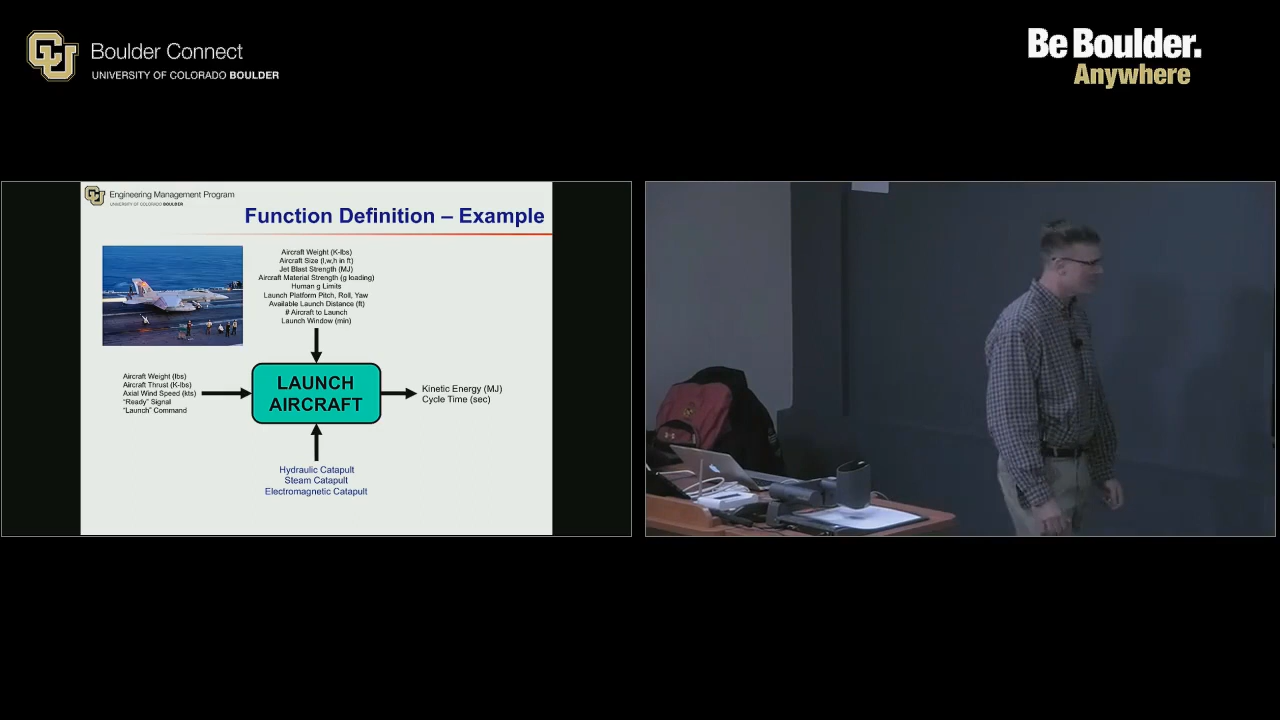 Boulder Connect
UNIVERSITY OF COLORADO BOULDER
Be Boulder.
Anywhere
Engineering Management Program
UNIVERSITY OF COLORADO BOULDER
Function Definition – Example
Aircraft Weight (K-lbs)
Aircraft Size (l,w,h in ft)
Jet Blast Strength (MJ)
Aircraft Material Strength (g loading)
Human g Limits
Launch Platform Pitch, Roll, Yaw
Available Launch Distance (ft)
# Aircraft to Launch
Launch Window (min)
Aircraft Weight (lbs)
Aircraft Thrust (K-lbs)
Axial Wind Speed (kts)
"Ready" Signal
"Launch" Command
LAUNCH
AIRCRAFT
Kinetic Energy (MJ)
Cycle Time (sec)
Hydraulic Catapult
Steam Catapult
Electromagnetic Catapult